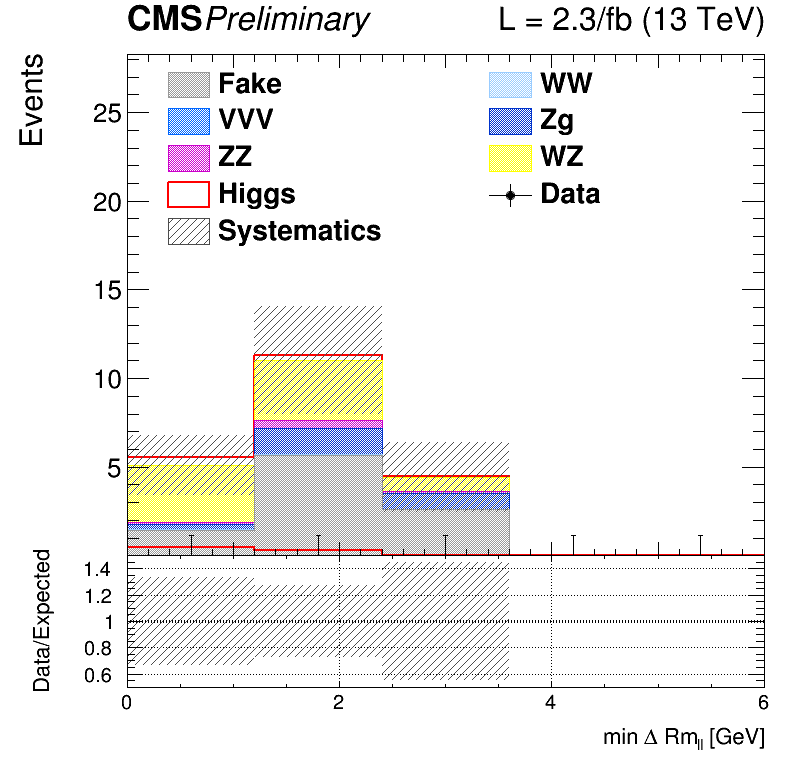 CMS Preliminary L = 2.3/fb (13 TeV)
Events
25
20
15
10
5
Fake WW
VVV Zg
ZZ WZ
Higgs Data
Systematics
Data/Expected
1.4
1.2
1
0.8
0.6
0 2 4 6
min Δ Rm_ll [GeV]